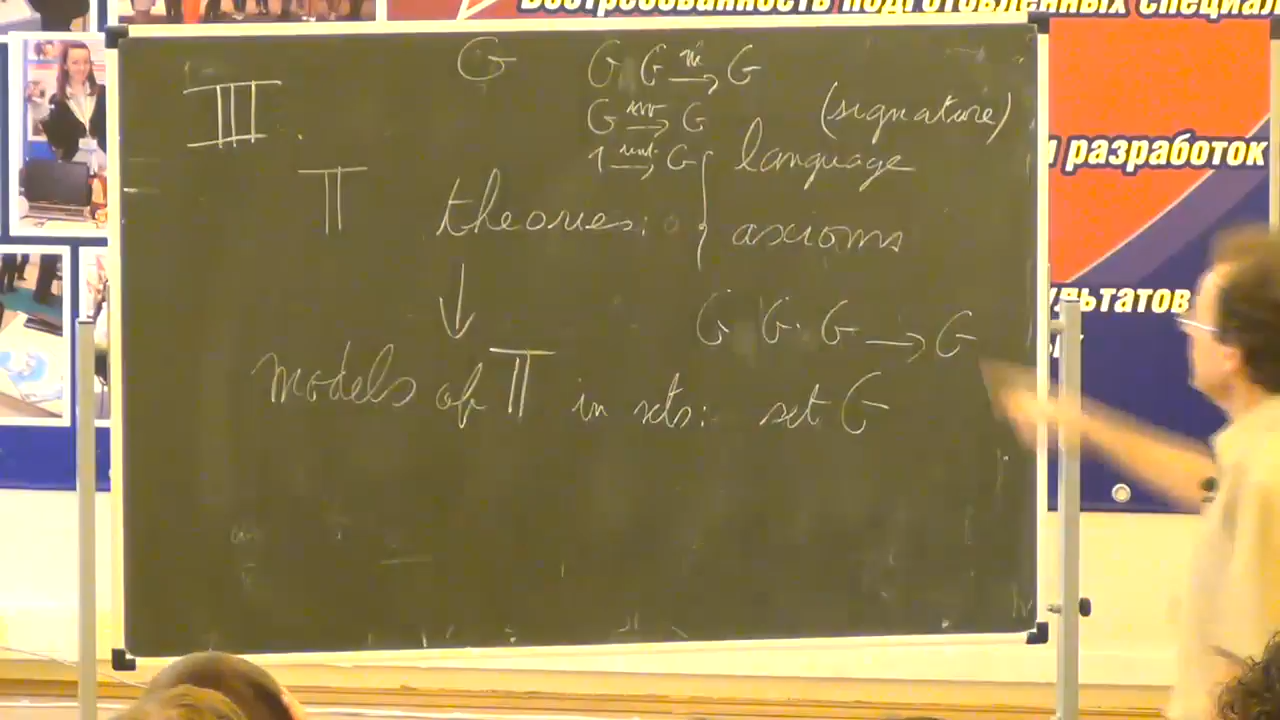 Востребованность подготовленных специал
G G G →m G
III. G →inv G (signature)
1 →unit G language
𝕋 theories: { axioms
разработок
ультатов
↓ G G G → G
models of 𝕋 in sets: set G